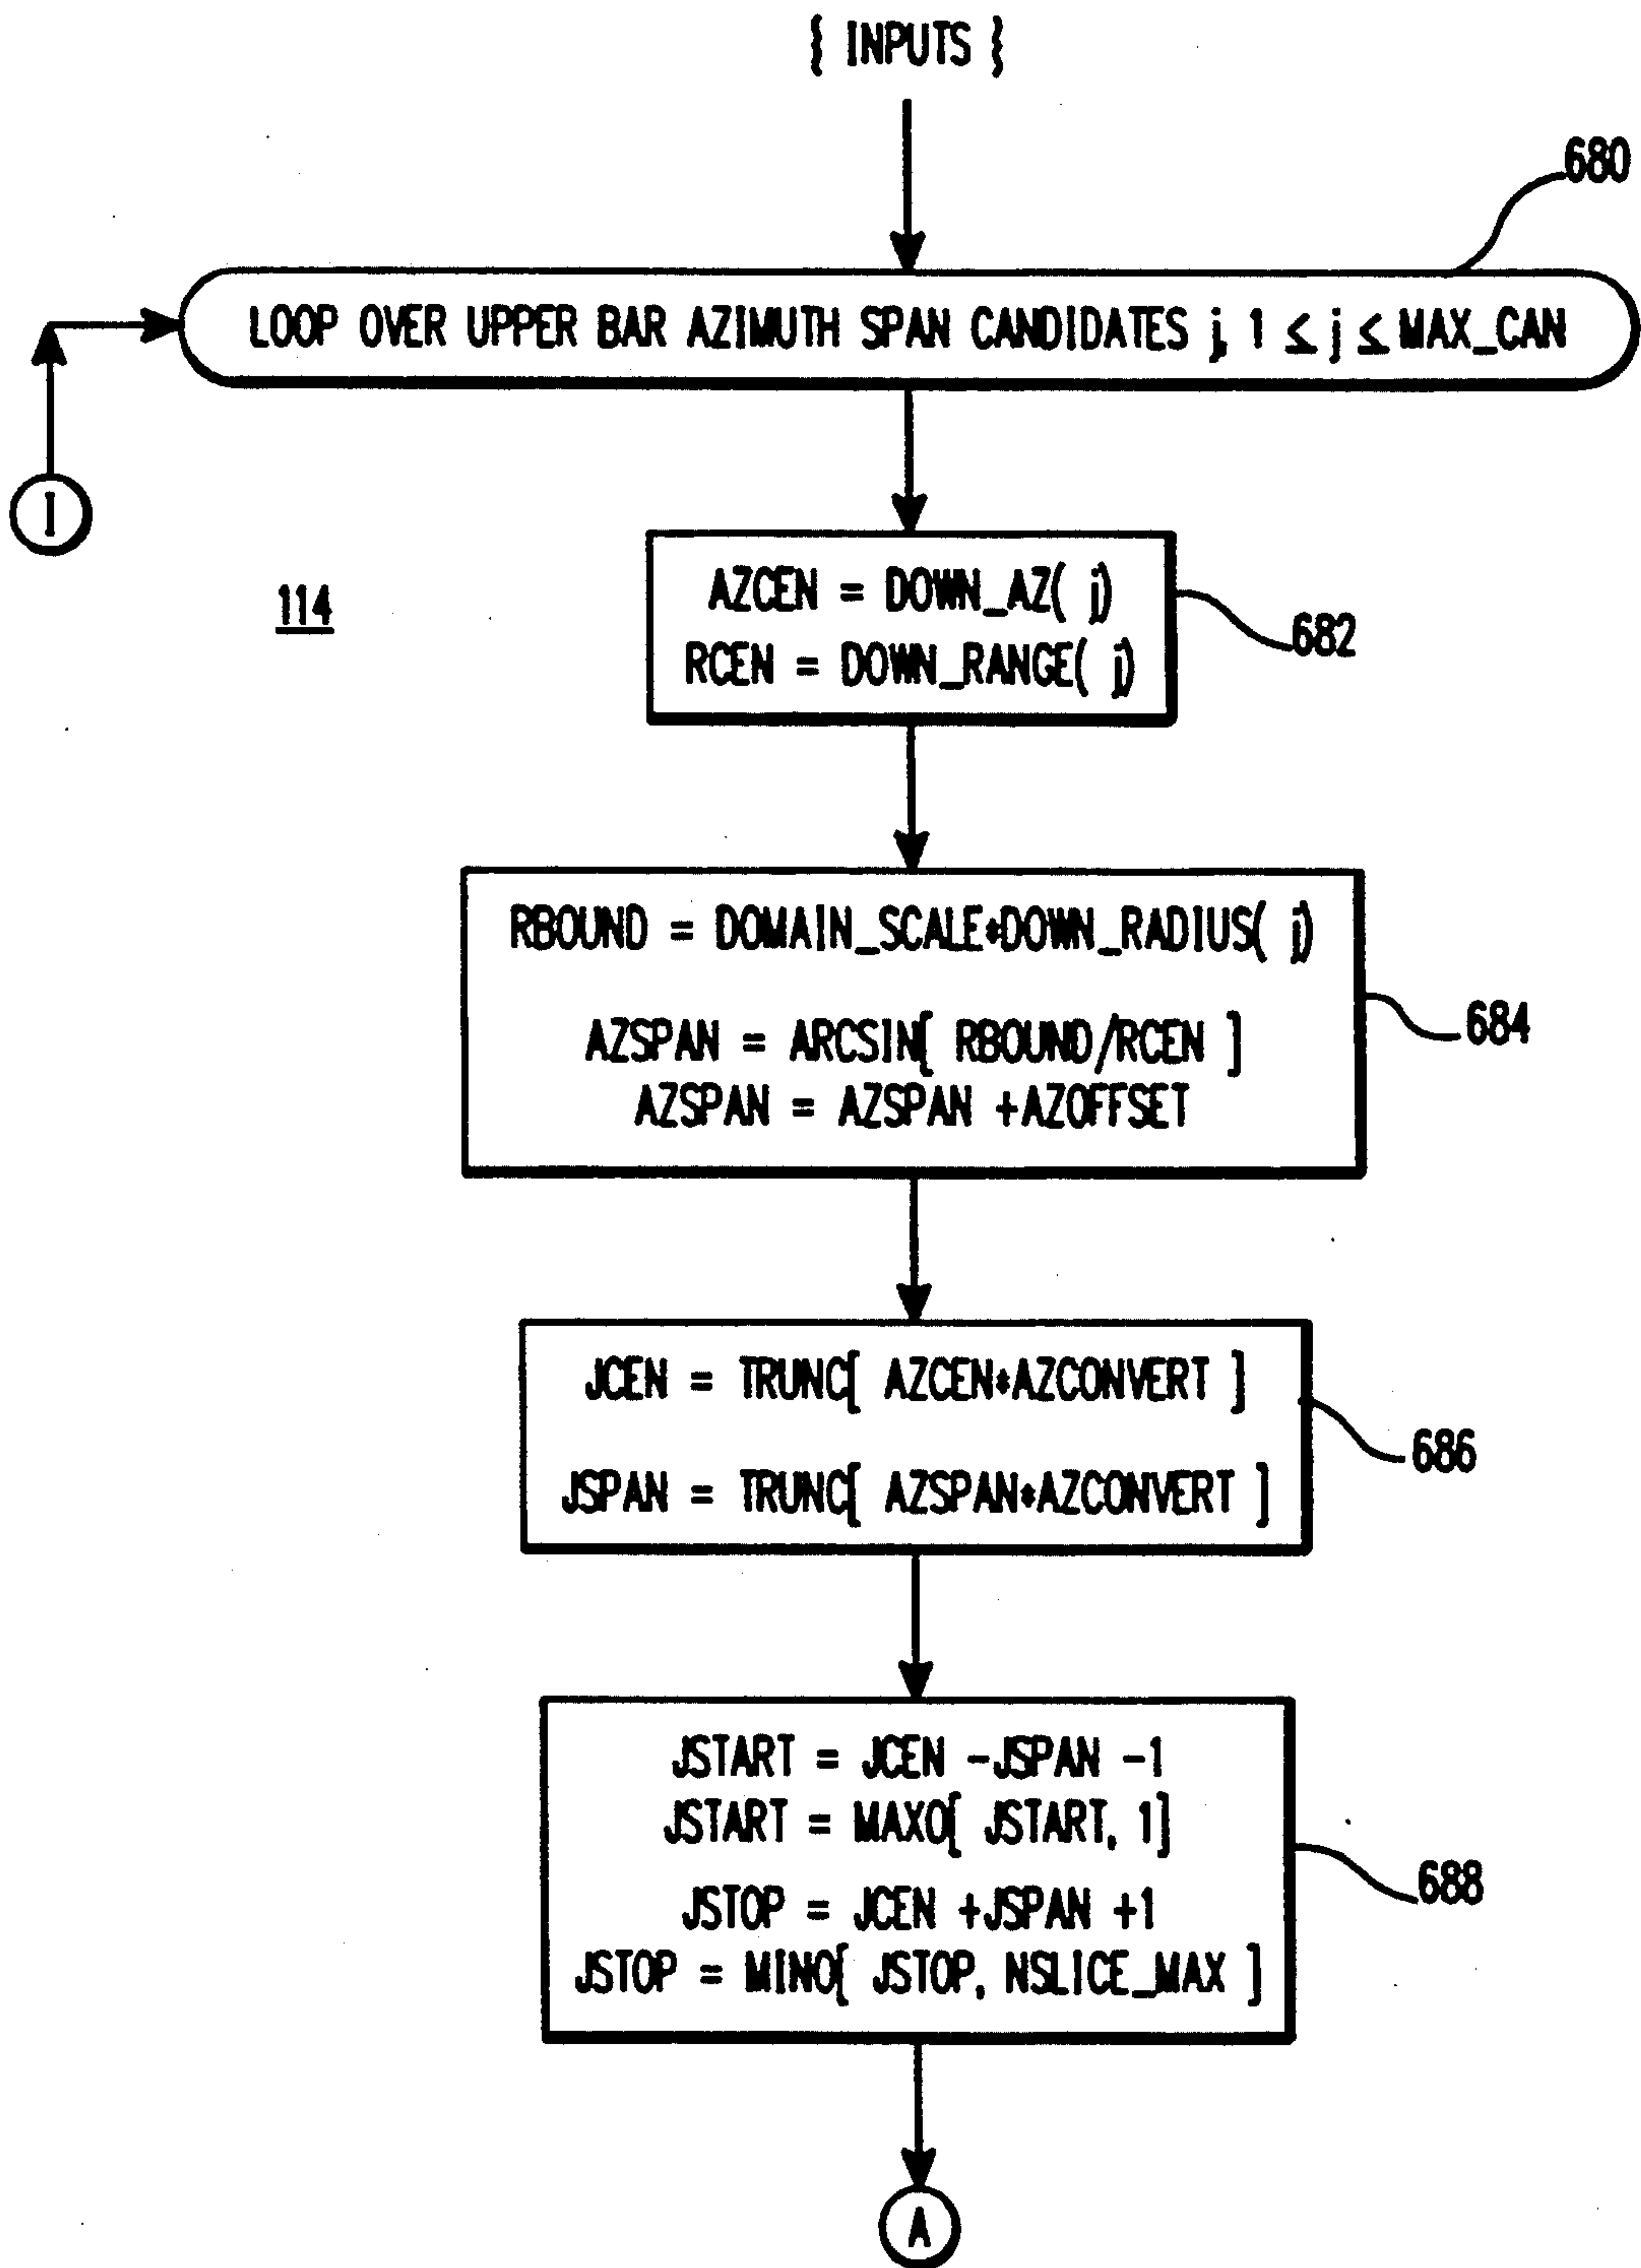 { INPUTS }
680
LOOP OVER UPPER BAR AZIMUTH SPAN CANDIDATES j, 1 ≤ j ≤ MAX_CAN
I
114
AZCEN = DOWN_AZ( j)
RCEN = DOWN_RANGE( j)
682
RBOUND = DOMAIN_SCALE*DOWN_RADIUS( j)
AZSPAN = ARCSIN[ RBOUND/RCEN ]
AZSPAN = AZSPAN +AZOFFSET
684
JCEN = TRUNC[ AZCEN*AZCONVERT ]
JSPAN = TRUNC[ AZSPAN*AZCONVERT ]
686
JSTART = JCEN -JSPAN -1
JSTART = MAX0[ JSTART, 1]
JSTOP = JCEN +JSPAN +1
JSTOP = MIN0[ JSTOP, NSLICE_MAX ]
688
A